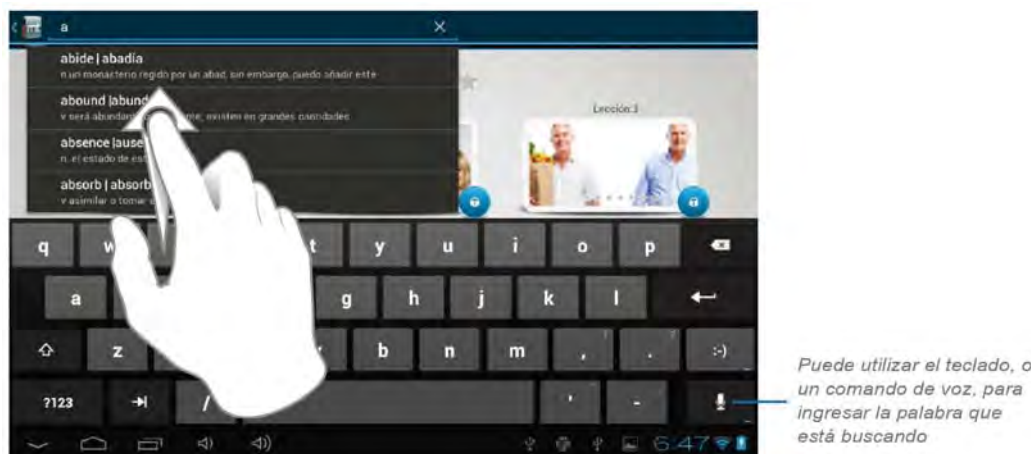 a
abide | abadía
n un monasterio regido por un abad, sin embargo, puedo añadir este
abound |abund
v será abundan nte, existen en grandes cantidades
absence |ause
n. el estado de es
absorb | absorb
v asimilar o tomar
Lección 3
q w t y u i o p
a g h j k l
z b n m , .  :-)
?123 / ' -
6:47
Puede utilizar el teclado, o
un comando de voz, para
ingresar la palabra que
está buscando